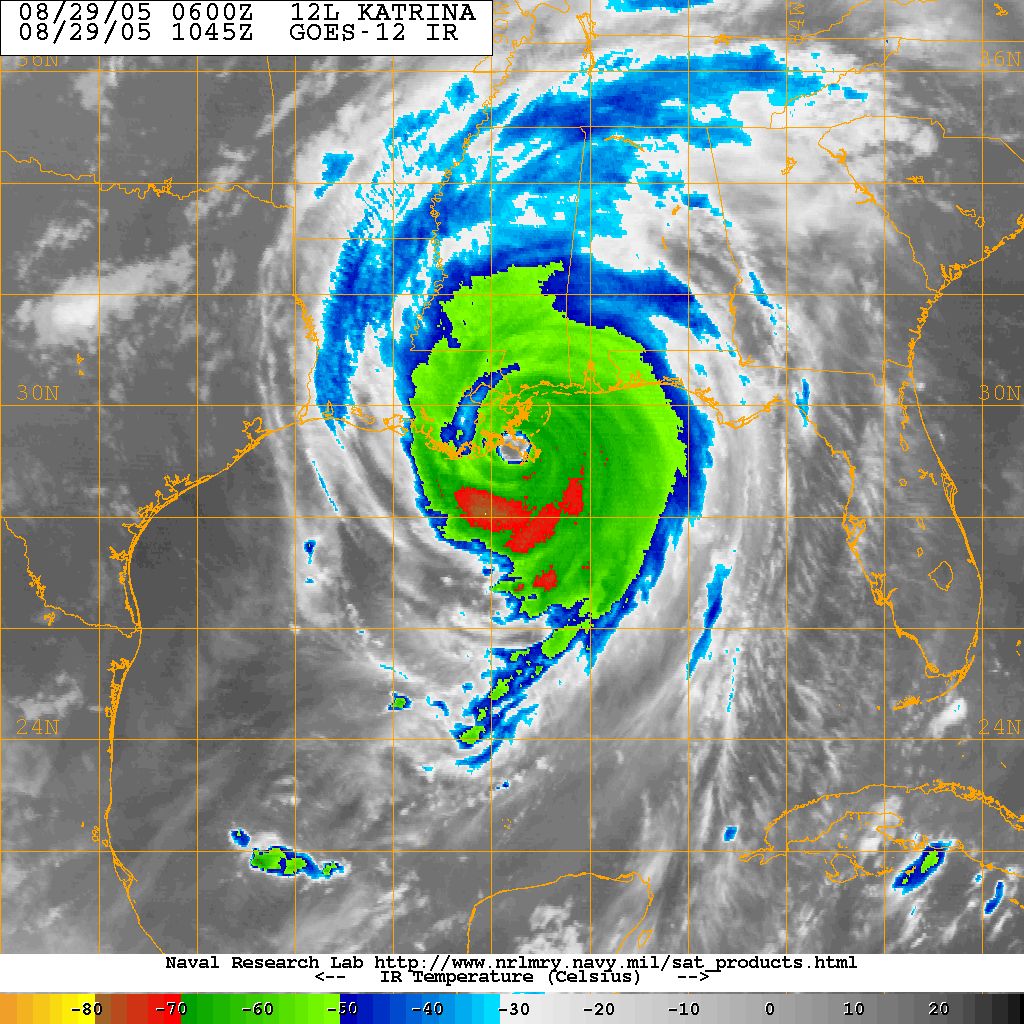 08/29/05 0600Z 12L KATRINA
08/29/05 1045Z GOES-12 IR
84W
36N 36N
30N 30N
24N 24N
Naval Research Lab http://www.nrlmry.navy.mil/sat_products.html
<-- IR Temperature (Celsius) -->
-80 -70 -60 -50 -40 -30 -20 -10 0 10 20